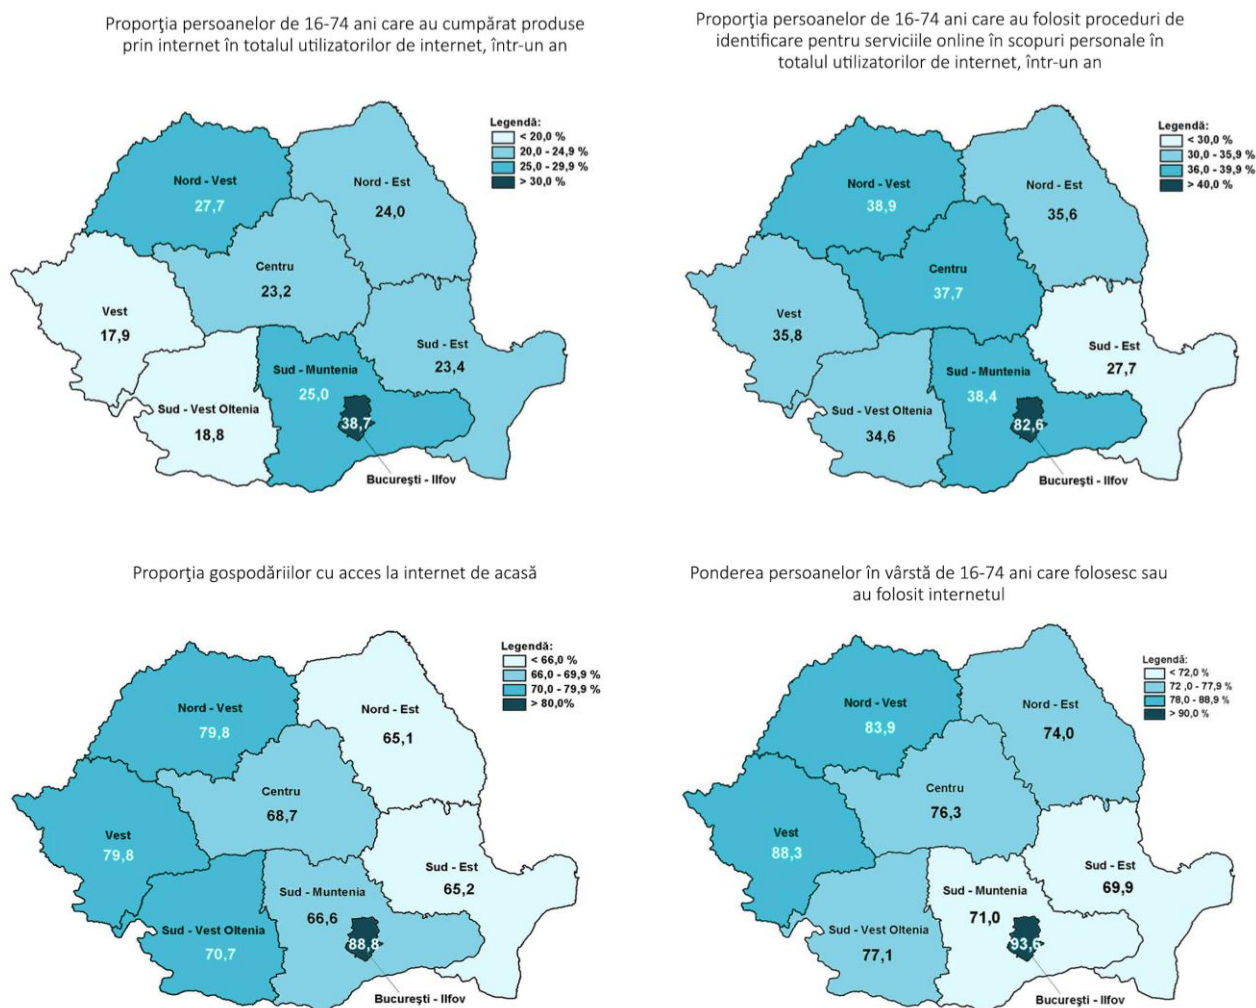 Proporția persoanelor de 16-74 ani care au cumpărat produse
prin internet în totalul utilizatorilor de internet, într-un an
Legendă:
< 20,0 %
20,0 - 24,9 %
25,0 - 29,9 %
> 30,0 %
Nord - Vest
27,7
Nord - Est
24,0
Centru
23,2
Vest
17,9
Sud - Est
23,4
Sud - Muntenia
25,0
Sud - Vest Oltenia
18,8
38,7
București - Ilfov
Proporția persoanelor de 16-74 ani care au folosit proceduri de
identificare pentru serviciile online în scopuri personale în
totalul utilizatorilor de internet, într-un an
Legendă:
< 30,0 %
30,0 - 35,9 %
36,0 - 39,9 %
> 40,0 %
Nord - Vest
38,9
Nord - Est
35,6
Centru
37,7
Vest
35,8
Sud - Est
27,7
Sud - Muntenia
38,4
Sud - Vest Oltenia
34,6
82,6
București - Ilfov
Proporția gospodăriilor cu acces la internet de acasă
Legendă:
< 66,0 %
66,0 - 69,9 %
70,0 - 79,9 %
> 80,0%
Nord - Vest
79,8
Nord - Est
65,1
Centru
68,7
Vest
79,8
Sud - Est
65,2
Sud - Muntenia
66,6
Sud - Vest Oltenia
70,7
88,8
București - Ilfov
Ponderea persoanelor în vârstă de 16-74 ani care folosesc sau
au folosit internetul
Legendă:
< 72,0 %
72 ,0 - 77,9 %
78,0 - 88,9 %
> 90,0 %
Nord - Vest
83,9
Nord - Est
74,0
Centru
76,3
Vest
88,3
Sud - Est
69,9
Sud - Muntenia
71,0
Sud - Vest Oltenia
77,1
93,6
București - Ilfov